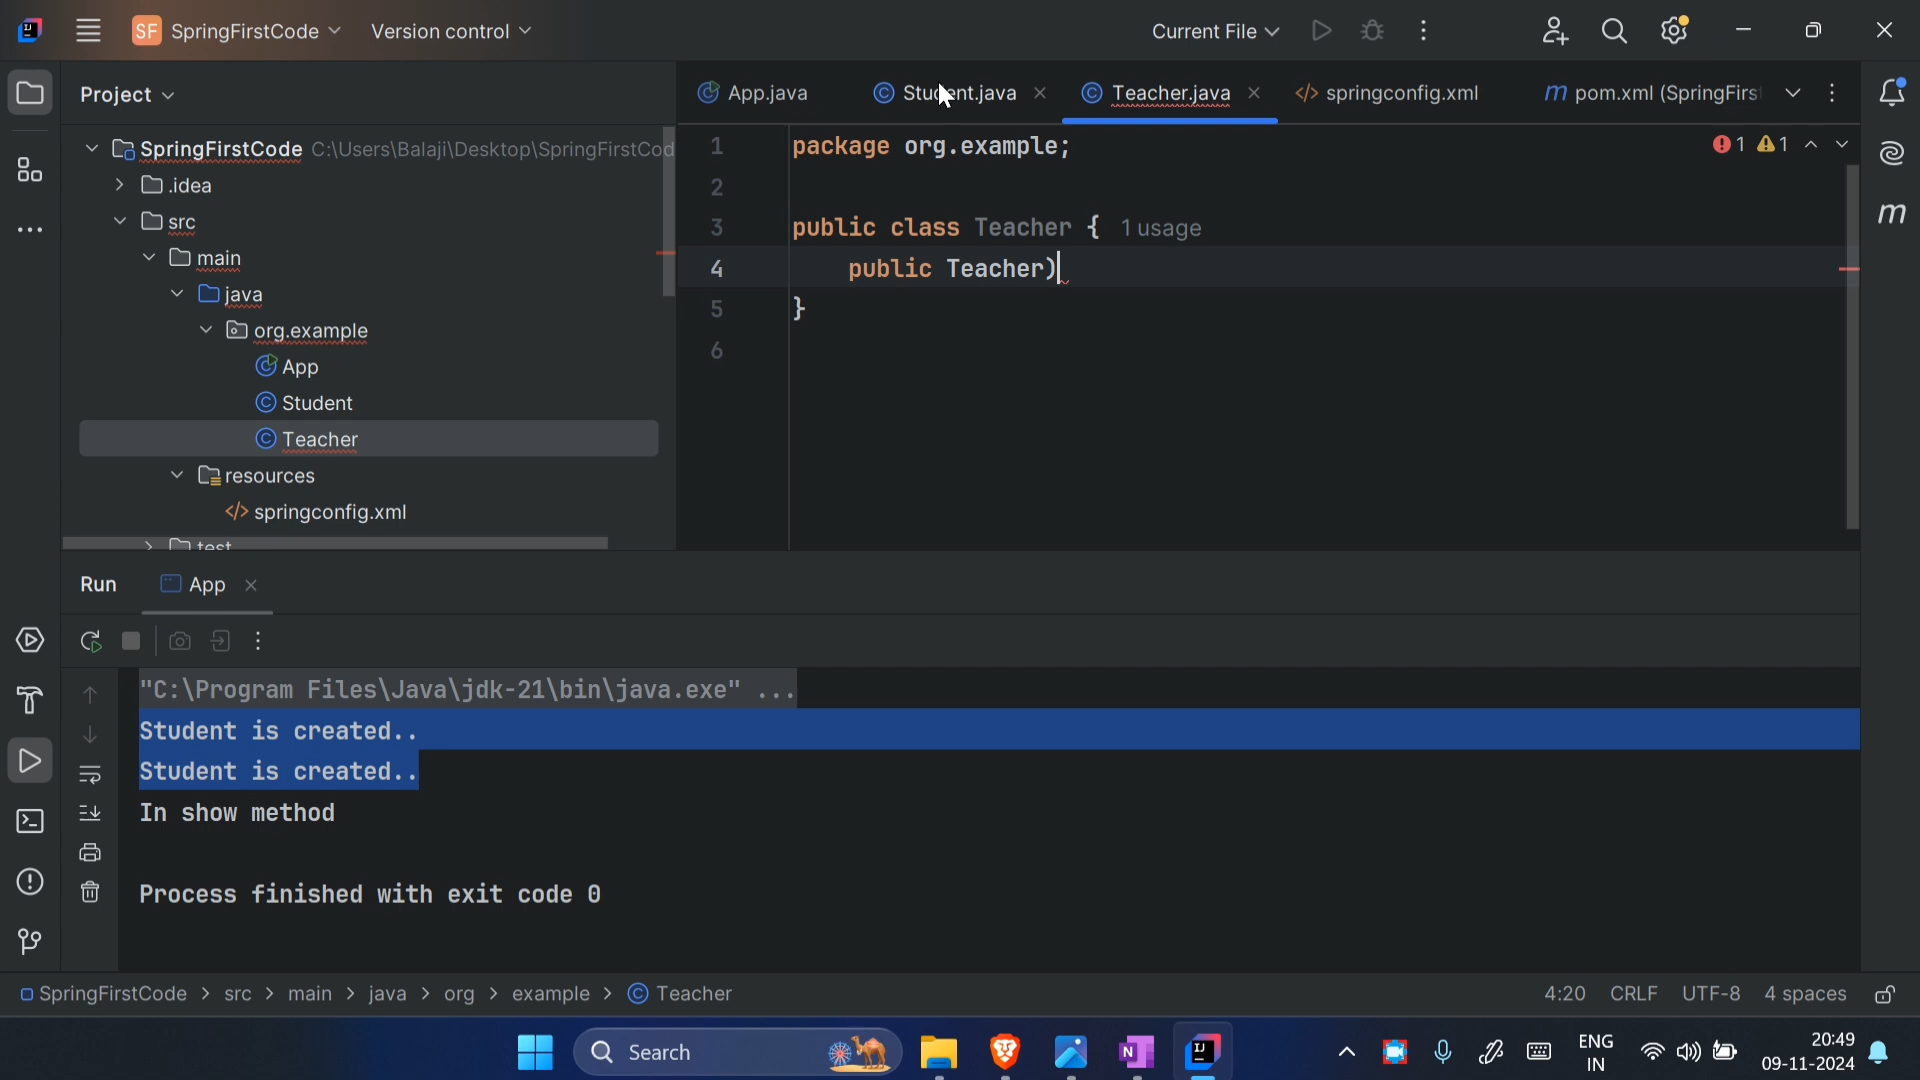 SF SpringFirstCode Version control Current File
Project
App.java Student.java Teacher.java </> springconfig.xml m pom.xml (SpringFirs
SpringFirstCode C:\Users\Balaji\Desktop\SpringFirstCod
.idea
src
main
java
org.example
App
Student
Teacher
resources
</> springconfig.xml
test
1 package org.example;
2
3 public class Teacher { 1 usage
4 public Teacher)
5 }
6
1 1
m
Run App
"C:\Program Files\Java\jdk-21\bin\java.exe" ...
Student is created..
Student is created..
In show method
Process finished with exit code 0
SpringFirstCode > src > main > java > org > example > Teacher 4:20 CRLF UTF-8 4 spaces
Search
ENG
IN
20:49
09-11-2024